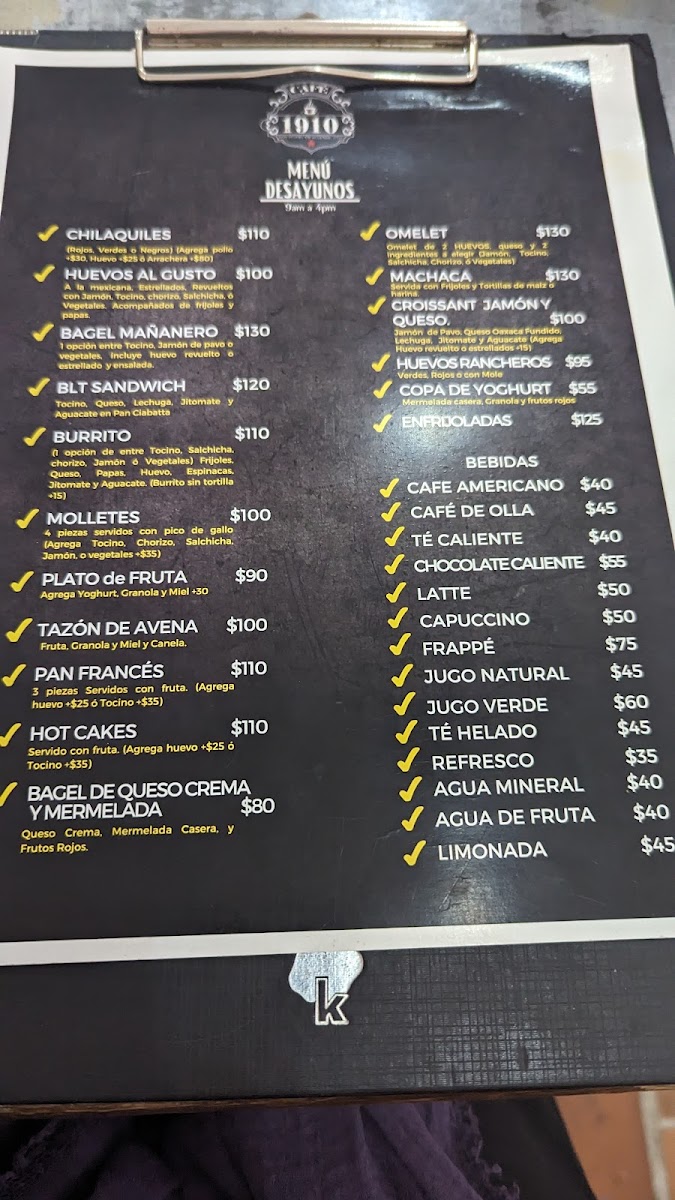 CAFÉ
1910
MENÚ
DESAYUNOS
9am a 4pm
CHILAQUILES $110
(Rojos, Verdes o Negros) (Agrega pollo
+$30, Huevo +$25 ó Arrachera +$80)
HUEVOS AL GUSTO $100
A la mexicana, Estrellados, Revueltos
con Jamón, Tocino, chorizo, Salchicha, ó
Vegetales. Acompañados de frijoles y
papas.
BAGEL MAÑANERO $130
1 opción entre Tocino, Jamón de pavo o
vegetales, Incluye huevo revuelto o
estrellado y ensalada.
BLT SANDWICH $120
Tocino, Queso, Lechuga, Jitomate y
Aguacate en Pan Ciabatta
BURRITO $110
(1 opción de entre Tocino, Salchicha,
chorizo, Jamón ó Vegetales) Frijoles,
Queso, Papas, Huevo, Espinacas,
Jitomate y Aguacate. (Burrito sin tortilla
+15)
MOLLETES $100
4 piezas servidos con pico de gallo
(Agrega Tocino, Chorizo, Salchicha,
Jamón, o vegetales +$35)
PLATO de FRUTA $90
Agrega Yoghurt, Granola y Miel +30
TAZÓN DE AVENA $100
Fruta, Granola y Miel y Canela.
PAN FRANCÉS $110
3 piezas Servidos con fruta. (Agrega
huevo +$25 ó Tocino +$35)
HOT CAKES $110
Servido con fruta. (Agrega huevo +$25 ó
Tocino +$35)
BAGEL DE QUESO CREMA
Y MERMELADA $80
Queso Crema, Mermelada Casera, y
Frutos Rojos.
OMELET $130
Omelet de 2 HUEVOS, queso y 2
ingredientes a elegir (Jamón, Tocino,
Salchicha, Chorizo, ó Vegetales)
MACHACA $130
Servida con Frijoles y Tortillas de maíz o
harina.
CROISSANT JAMÓN Y
QUESO $100
Jamón de Pavo, Queso Oaxaca Fundido,
Lechuga, Jitomate y Aguacate (Agrega
Huevo revuelto o estrellados +15)
HUEVOS RANCHEROS $95
Verdes, Rojos o con Mole
COPA DE YOGHURT $55
Mermelada casera, Granola y frutos rojos
ENFRIJOLADAS $125
BEBIDAS
CAFE AMERICANO $40
CAFÉ DE OLLA $45
TÉ CALIENTE $40
CHOCOLATE CALIENTE $55
LATTE $50
CAPUCCINO $50
FRAPPÉ $75
JUGO NATURAL $45
JUGO VERDE $60
TÉ HELADO $45
REFRESCO $35
AGUA MINERAL $40
AGUA DE FRUTA $40
LIMONADA $45
k